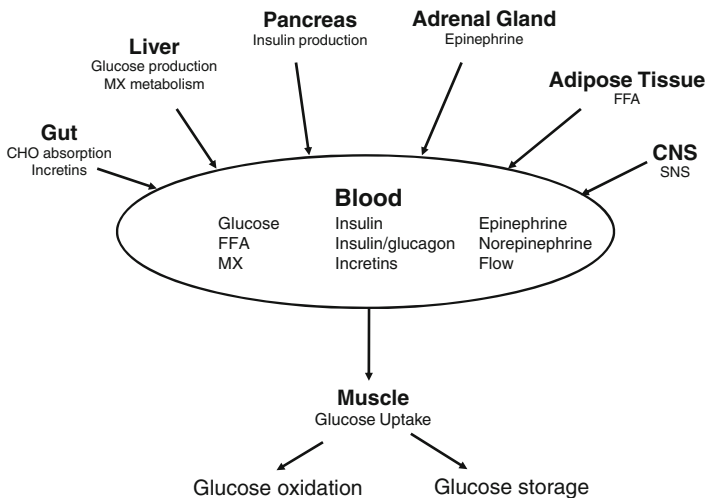 Pancreas
Insulin production
Adrenal Gland
Epinephrine
Liver
Glucose production
MX metabolism
Adipose Tissue
FFA
Gut
CHO absorption
Incretins
CNS
SNS
Blood
Glucose Insulin Epinephrine
FFA Insulin/glucagon Norepinephrine
MX Incretins Flow
Muscle
Glucose Uptake
Glucose oxidation
Glucose storage